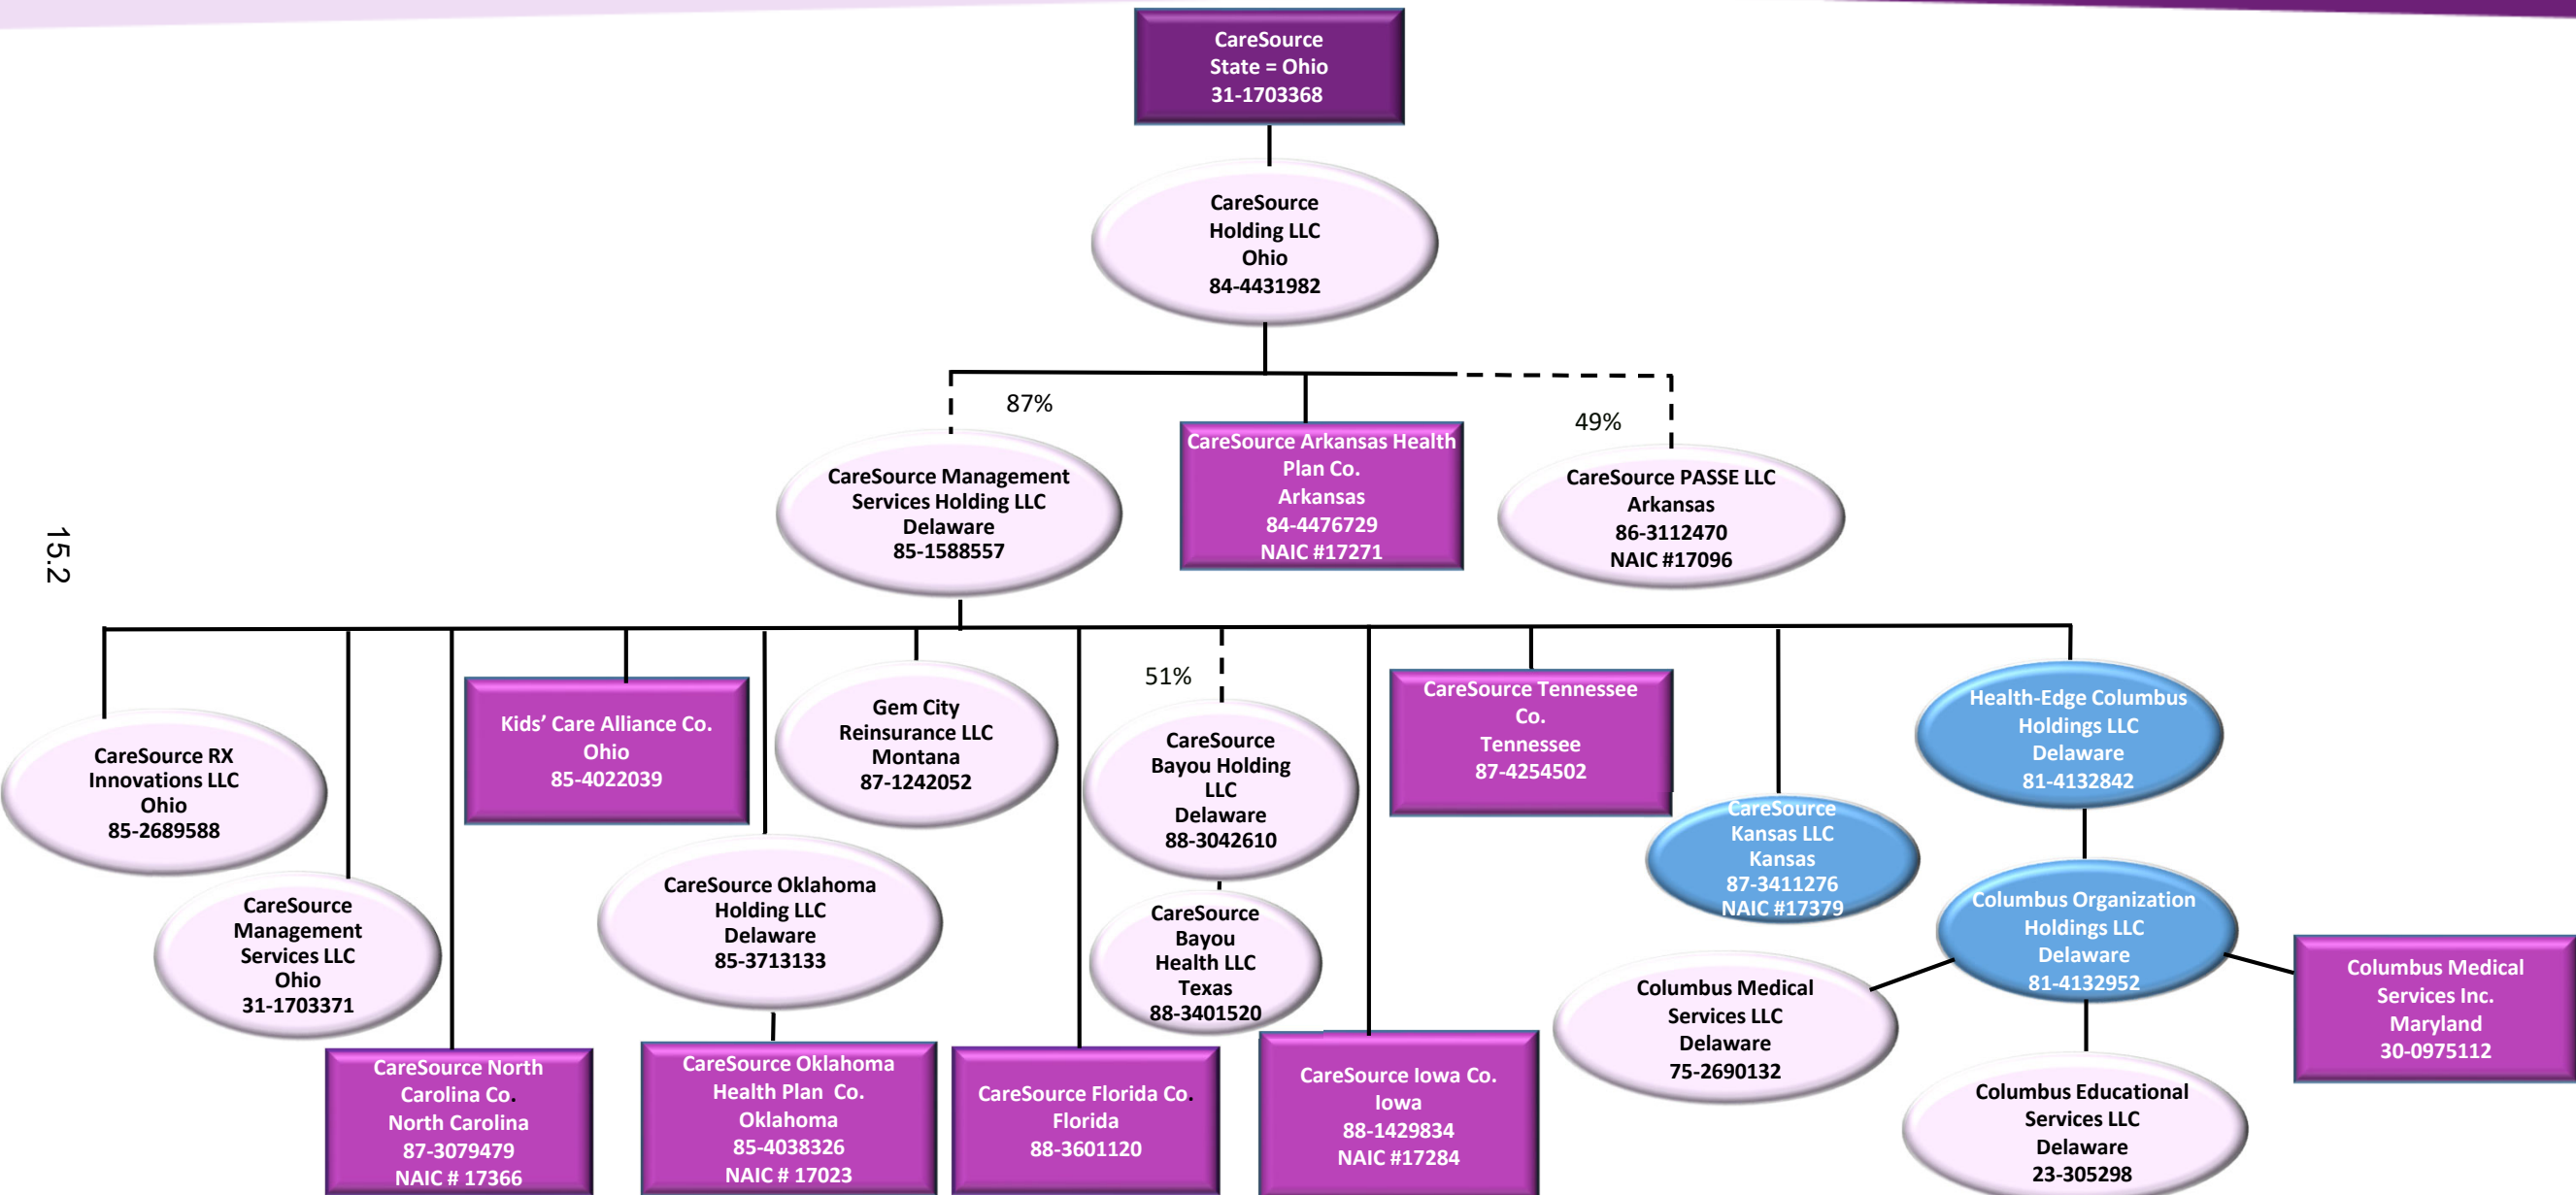 CareSource
State = Ohio
31-1703368
CareSource
Holding LLC
Ohio
84-4431982
87%
49%
CareSource Management
Services Holding LLC
Delaware
85-1588557
CareSource Arkansas Health
Plan Co.
Arkansas
84-4476729
NAIC #17271
CareSource PASSE LLC
Arkansas
86-3112470
NAIC #17096
15.2
51%
CareSource RX
Innovations LLC
Ohio
85-2689588
CareSource
Management
Services LLC
Ohio
31-1703371
CareSource North
Carolina Co.
North Carolina
87-3079479
NAIC # 17366
Kids’ Care Alliance Co.
Ohio
85-4022039
CareSource Oklahoma
Holding LLC
Delaware
85-3713133
CareSource Oklahoma
Health Plan Co.
Oklahoma
85-4038326
NAIC # 17023
Gem City
Reinsurance LLC
Montana
87-1242052
CareSource Florida Co.
Florida
88-3601120
CareSource
Bayou Holding
LLC
Delaware
88-3042610
CareSource
Bayou
Health LLC
Texas
88-3401520
CareSource Iowa Co.
Iowa
88-1429834
NAIC #17284
CareSource Tennessee
Co.
Tennessee
87-4254502
CareSource
Kansas LLC
Kansas
87-3411276
NAIC #17379
Health-Edge Columbus
Holdings LLC
Delaware
81-4132842
Columbus Organization
Holdings LLC
Delaware
81-4132952
Columbus Medical
Services LLC
Delaware
75-2690132
Columbus Educational
Services LLC
Delaware
23-305298
Columbus Medical
Services Inc.
Maryland
30-0975112